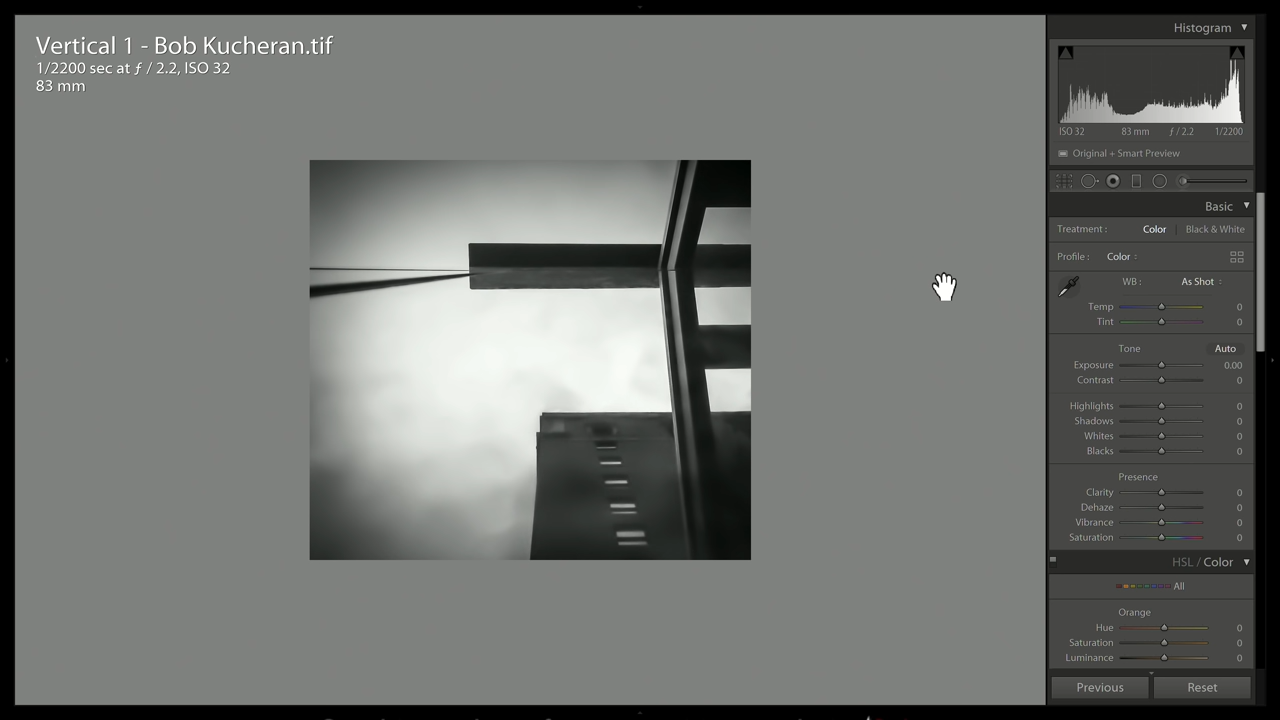 Vertical 1 - Bob Kucheran.tif
1/2200 sec at ƒ / 2.2, ISO 32
83 mm
Histogram
ISO 32 83 mm ƒ / 2.2 1/2200
Original + Smart Preview
Basic
Treatment : Color Black & White
Profile : Color
WB : As Shot
Temp 0
Tint 0
Tone Auto
Exposure 0.00
Contrast 0
Highlights 0
Shadows 0
Whites 0
Blacks 0
Presence
Clarity 0
Dehaze 0
Vibrance 0
Saturation 0
HSL / Color
All
Orange
Hue 0
Saturation 0
Luminance 0
Previous Reset